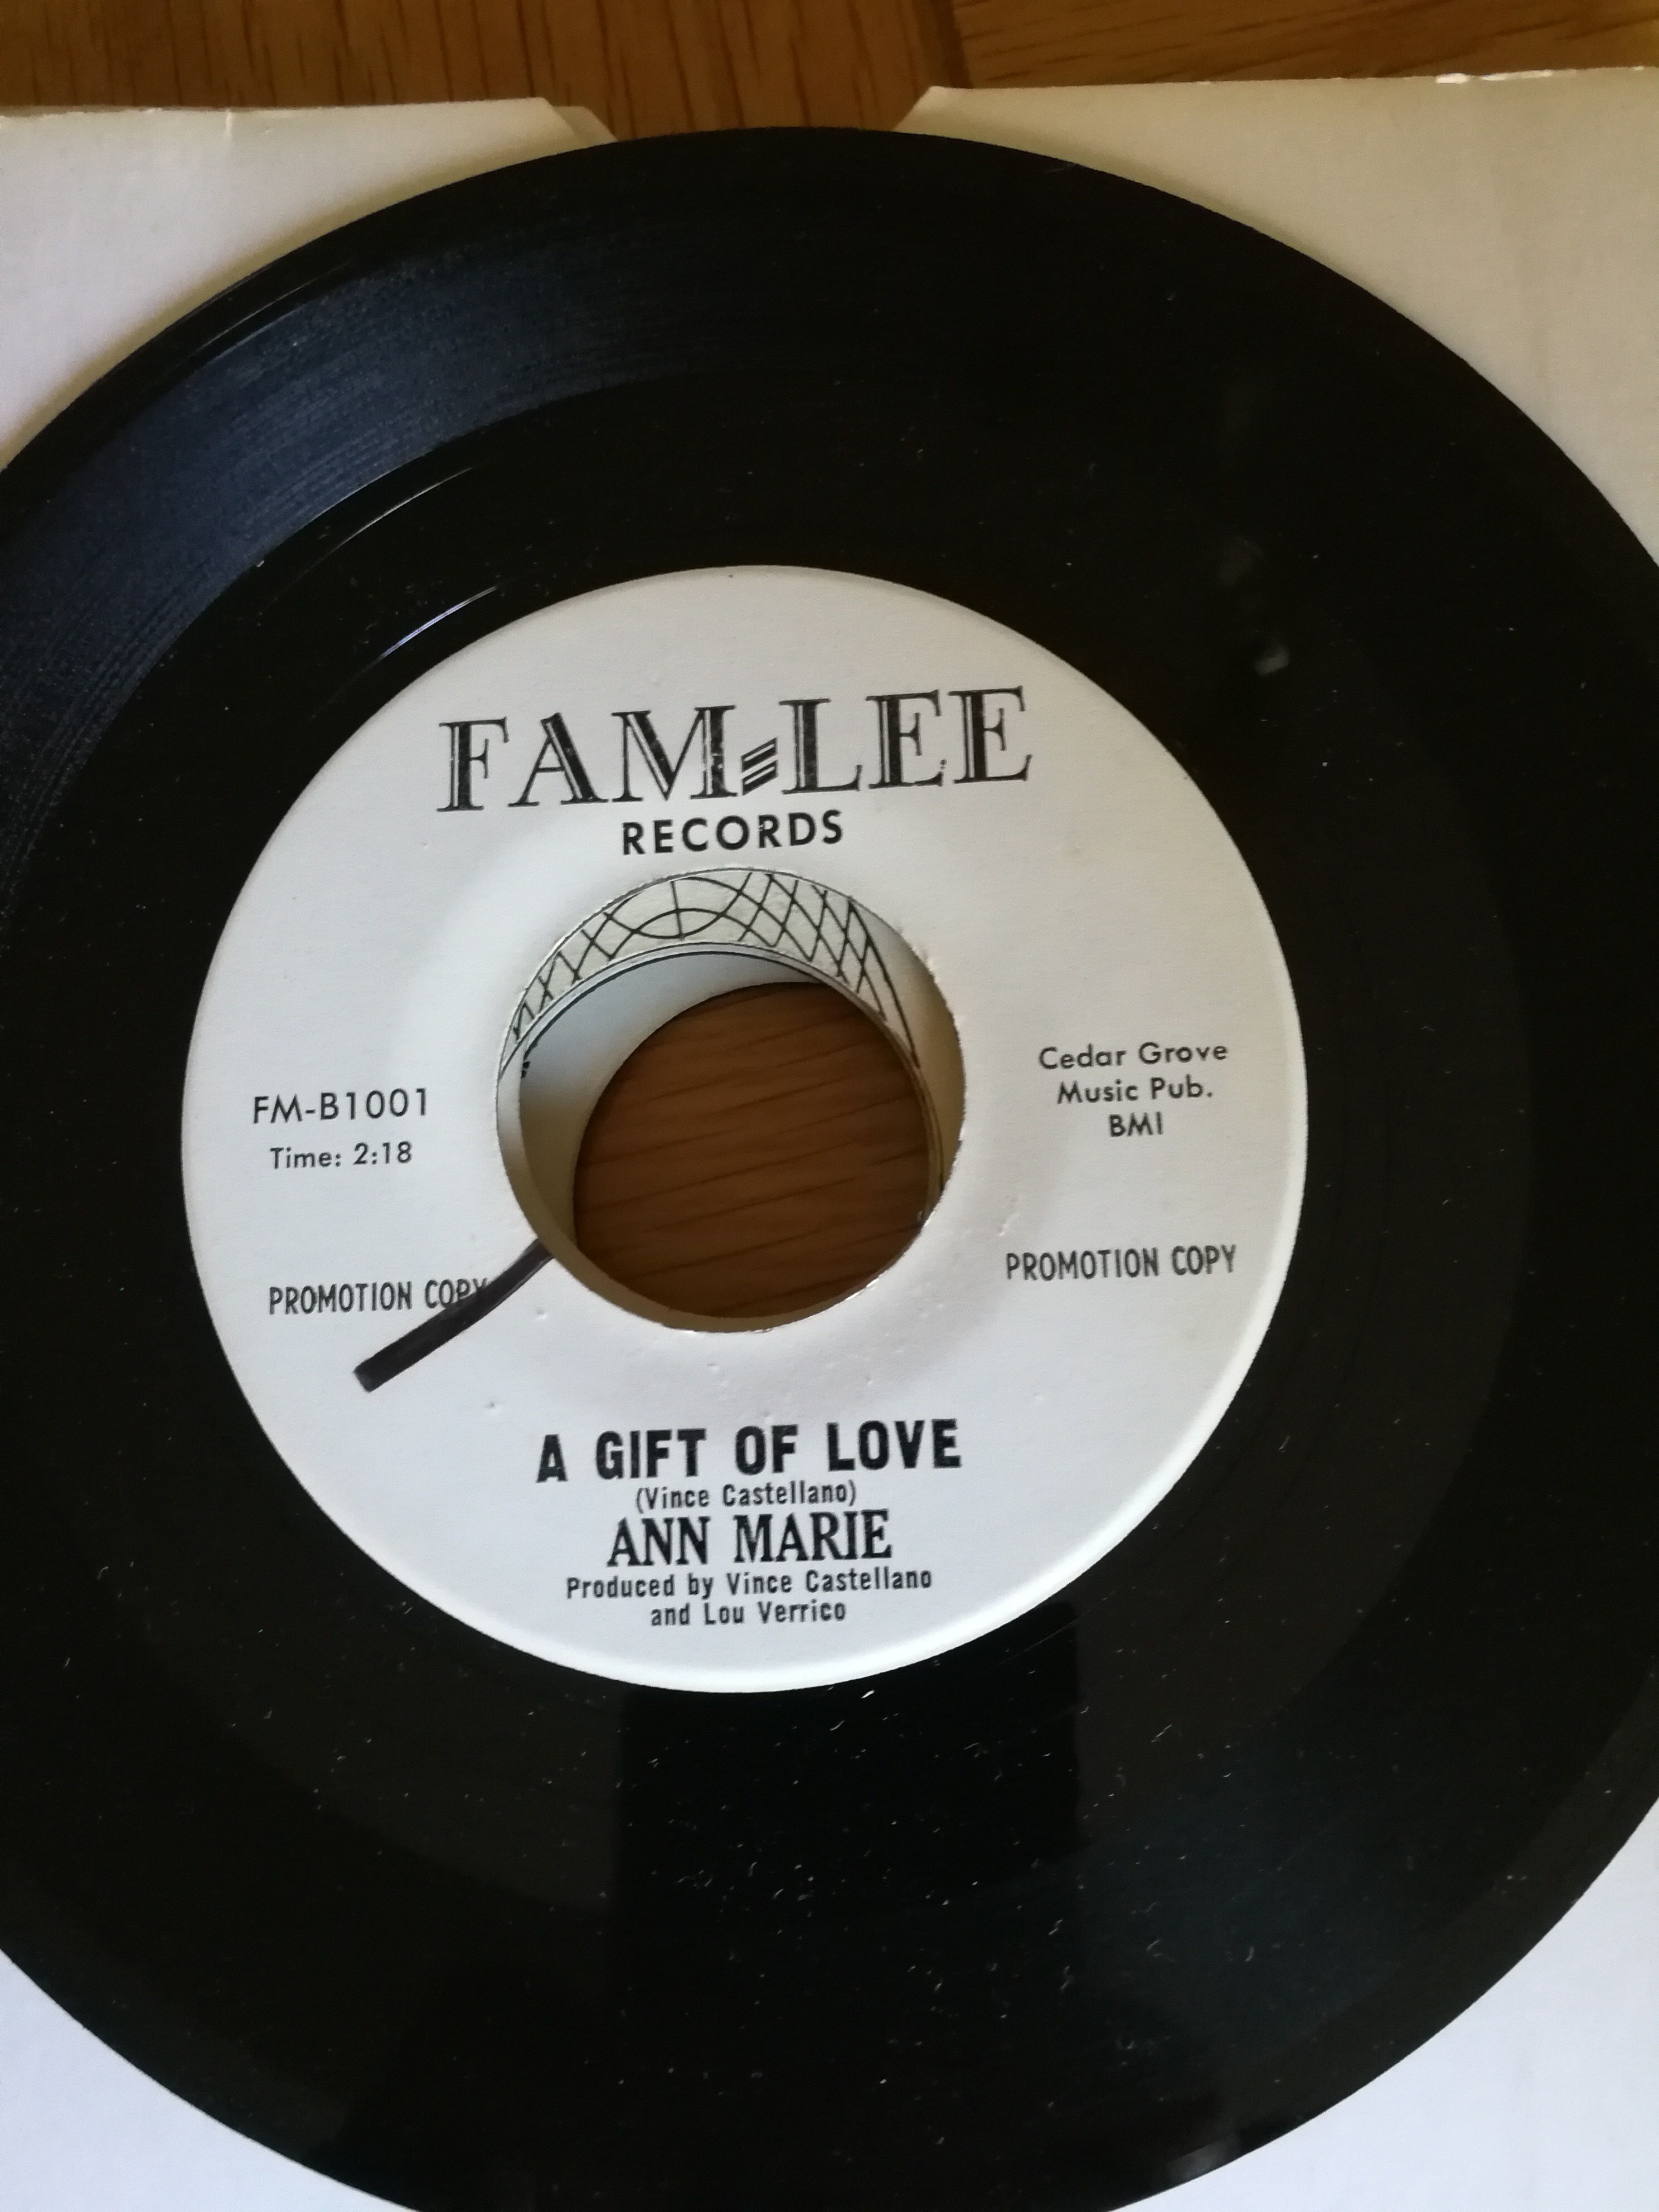 FAM-LEE
RECORDS
FM-B1001
Time: 2:18
Cedar Grove
Music Pub.
BMI
PROMOTION COPY
PROMOTION COPY
A GIFT OF LOVE
(Vince Castellano)
ANN MARIE
Produced by Vince Castellano
and Lou Verrico